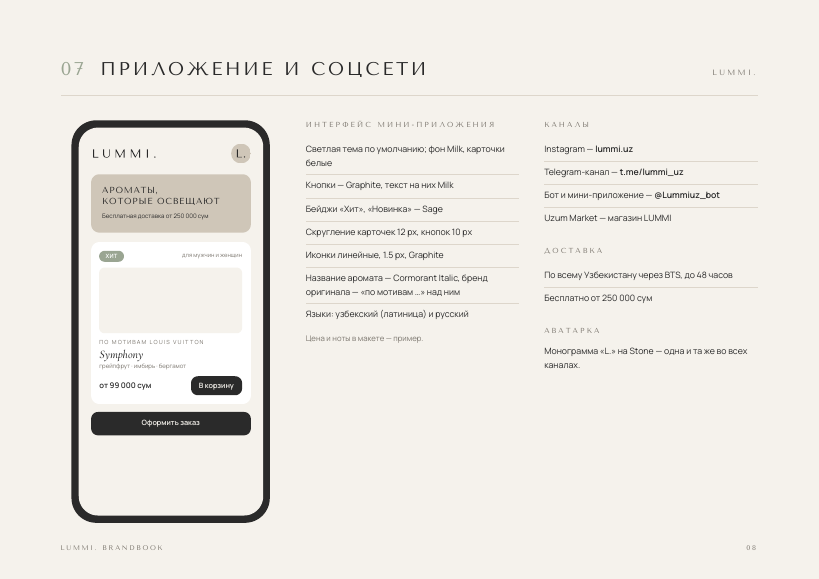 07 ПРИЛОЖЕНИЕ И СОЦСЕТИ
LUMMI.
LUMMI.
L.
АРОМАТЫ,
КОТОРЫЕ ОСВЕЩАЮТ
Бесплатная доставка от 250 000 сум
ХИТ
для мужчин и женщин
ПО МОТИВАМ LOUIS VUITTON
Symphony
грейпфрут · имбирь · бергамот
от 99 000 сум
В корзину
Оформить заказ
ИНТЕРФЕЙС МИНИ-ПРИЛОЖЕНИЯ
Светлая тема по умолчанию; фон Milk, карточки
белые
Кнопки — Graphite, текст на них Milk
Бейджи «Хит», «Новинка» — Sage
Скругление карточек 12 px, кнопок 10 px
Иконки линейные, 1.5 px, Graphite
Название аромата — Cormorant Italic, бренд
оригинала — «по мотивам …» над ним
Языки: узбекский (латиница) и русский
Цена и ноты в макете — пример.
КАНАЛЫ
Instagram — lummi.uz
Telegram-канал — t.me/lummi_uz
Бот и мини-приложение — @Lummiuz_bot
Uzum Market — магазин LUMMI
ДОСТАВКА
По всему Узбекистану через BTS, до 48 часов
Бесплатно от 250 000 сум
АВАТАРКА
Монограмма «L.» на Stone — одна и та же во всех
каналах.
LUMMI. BRANDBOOK
08